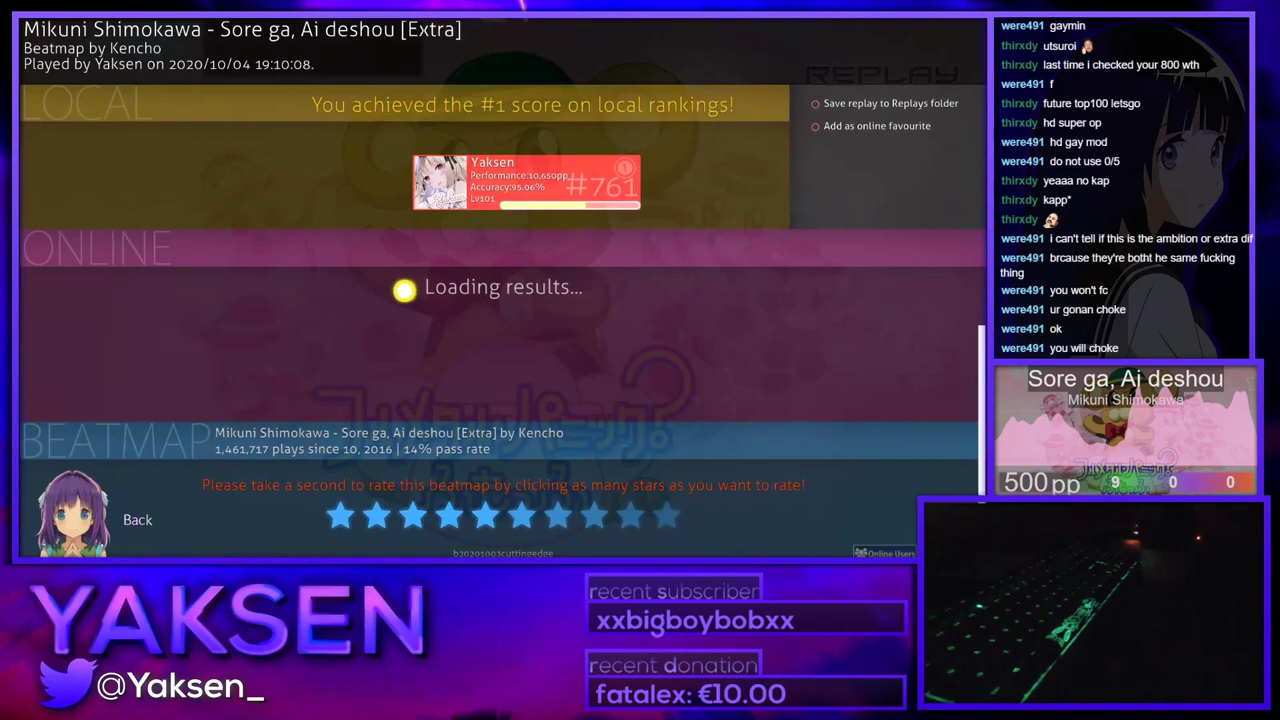 Mikuni Shimokawa - Sore ga, Ai deshou [Extra]
Beatmap by Kencho
Played by Yaksen on 2020/10/04 19:10:08.
REPLAY
LOCAL
You achieved the #1 score on local rankings!
Save replay to Replays folder
Add as online favourite
Yaksen
Performance:10,650pp
Accuracy:95.06%
Lv101
#761
1
ONLINE
Loading results...
BEATMAP
Mikuni Shimokawa - Sore ga, Ai deshou [Extra] by Kencho
1,461,717 plays since 10, 2016 | 14% pass rate
Please take a second to rate this beatmap by clicking as many stars as you want to rate!
Back
b20201003cuttingedge
Online Users
were491 gaymin
thirxdy utsuroi
thirxdy last time i checked your 800 wth
were491 f
thirxdy future top100 letsgo
thirxdy hd super op
were491 hd gay mod
were491 do not use 0/5
thirxdy yeaaa no kap
thirxdy kapp*
thirxdy
were491 i can't tell if this is the ambition or extra dif
were491 brcause they're botht he same fucking
thing
were491 you won't fc
were491 ur gonan choke
were491 ok
were491 you will choke
Sore ga, Ai deshou
Mikuni Shimokawa
500pp
9 0 0
YAKSEN
@Yaksen_
recent subscriber
xxbigboybobxx
recent donation
fatalex: €10.00